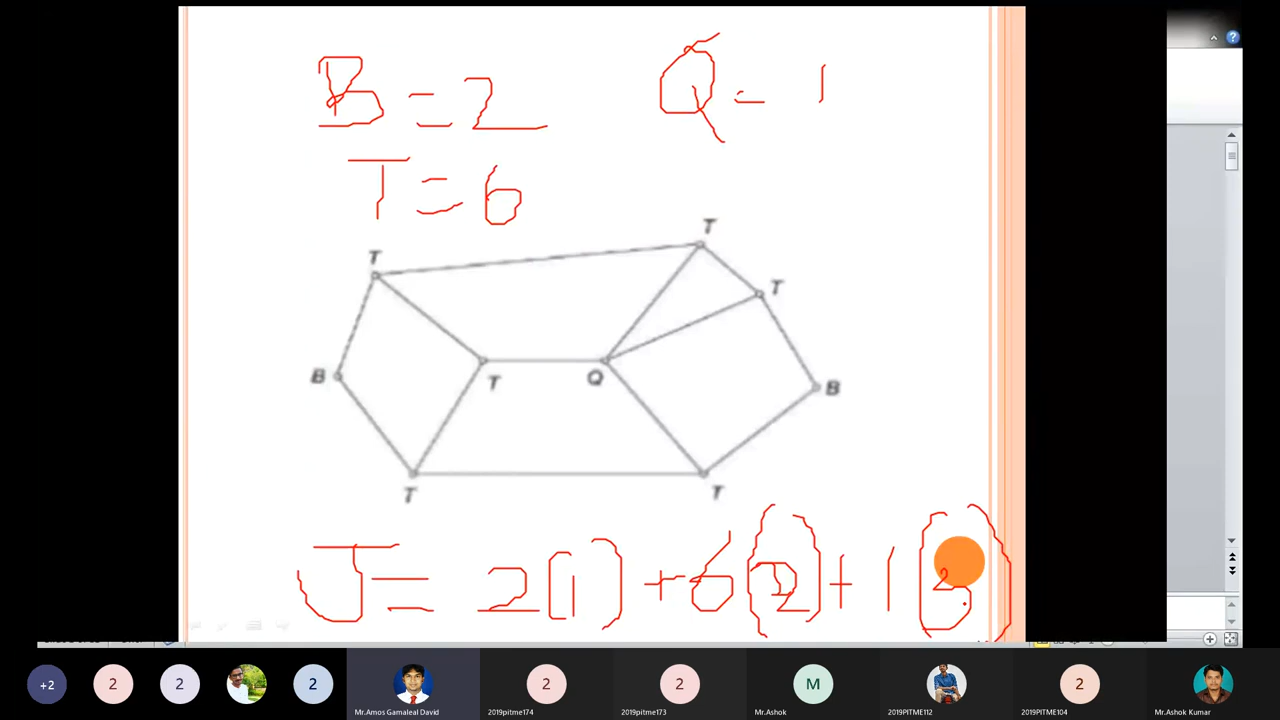 B = 2 Q = 1
T = 6
T
T
T
B
T
Q
B
T
T
J = 2(1) + 6(2) + 1(3)
+2
2
2
2
Mr.Amos Gamaleal David
2
2019pitme174
2
2019pitme173
M
Mr.Ashok
2019PITME112
2
2019PITME104
Mr.Ashok Kumar